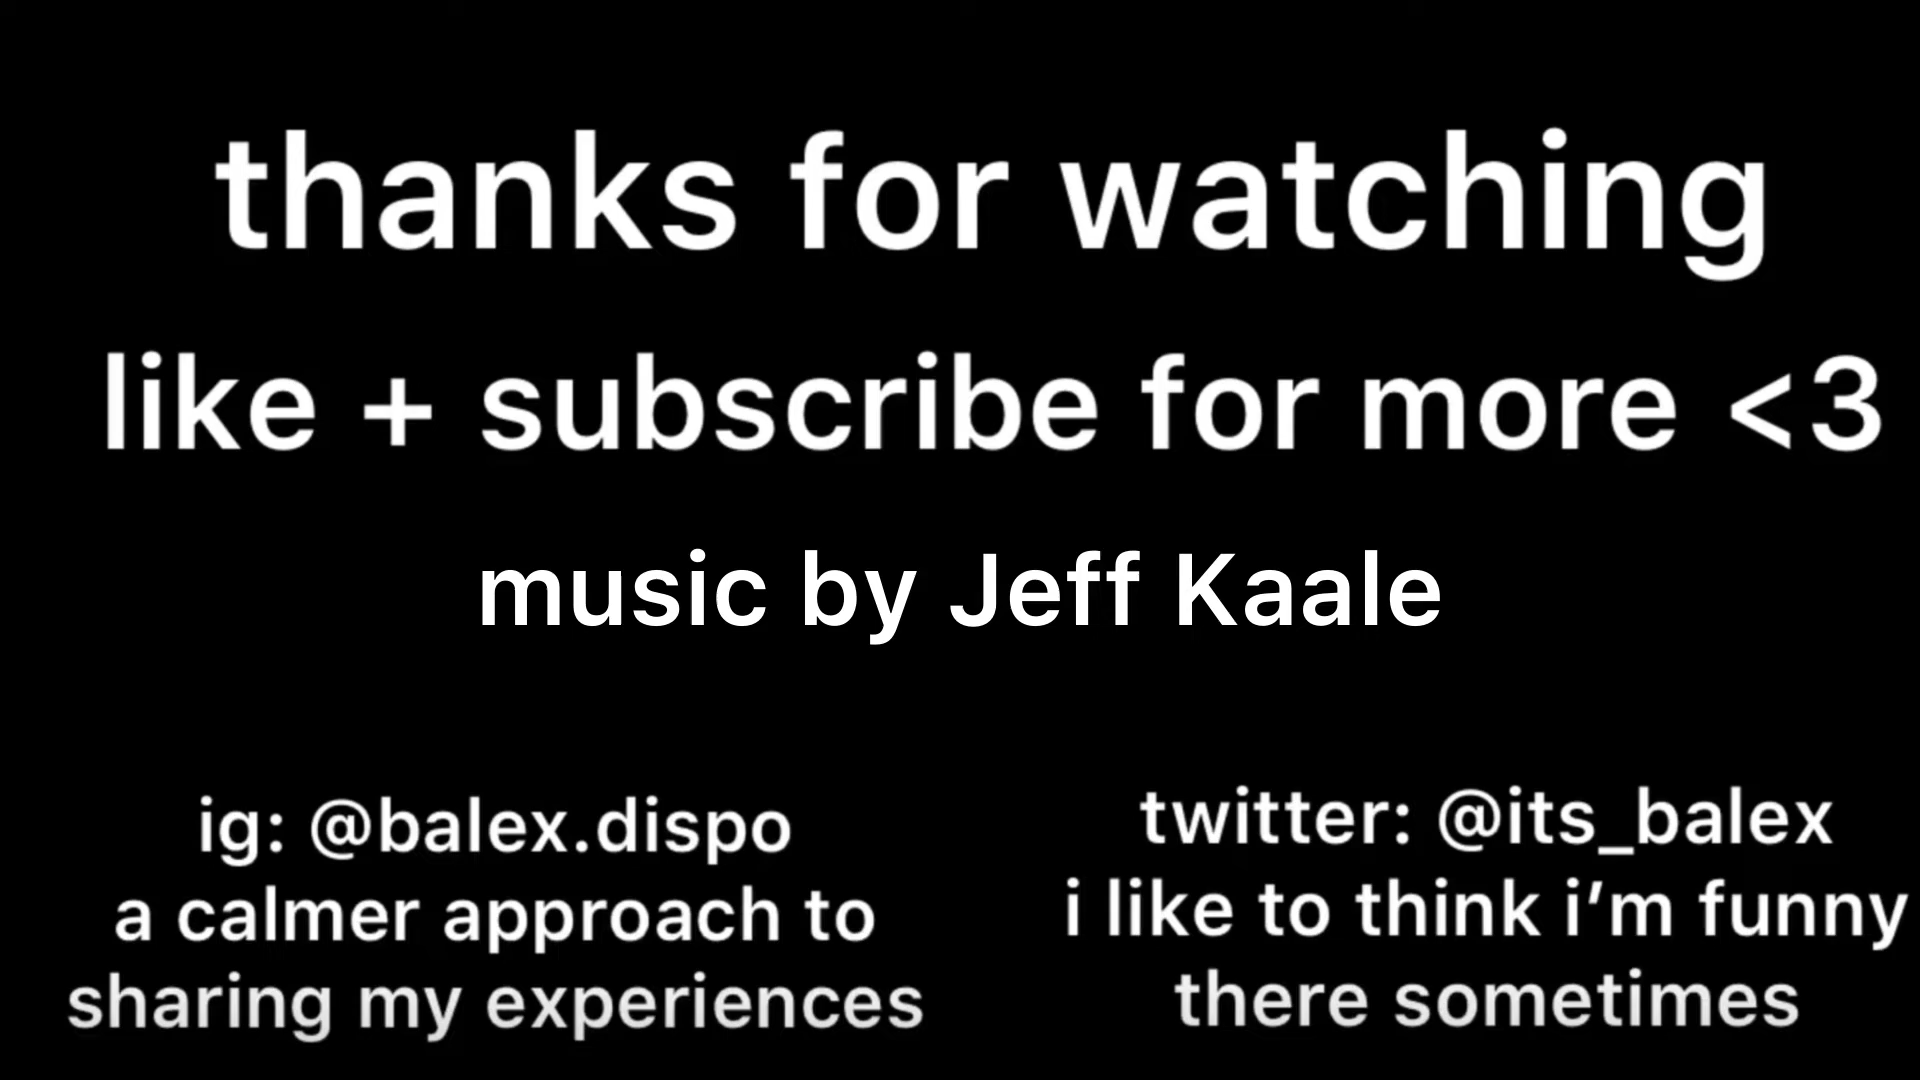 thanks for watching
like + subscribe for more <3
music by Jeff Kaale
ig: @balex.dispo
a calmer approach to
sharing my experiences
twitter: @its_balex
i like to think i’m funny
there sometimes